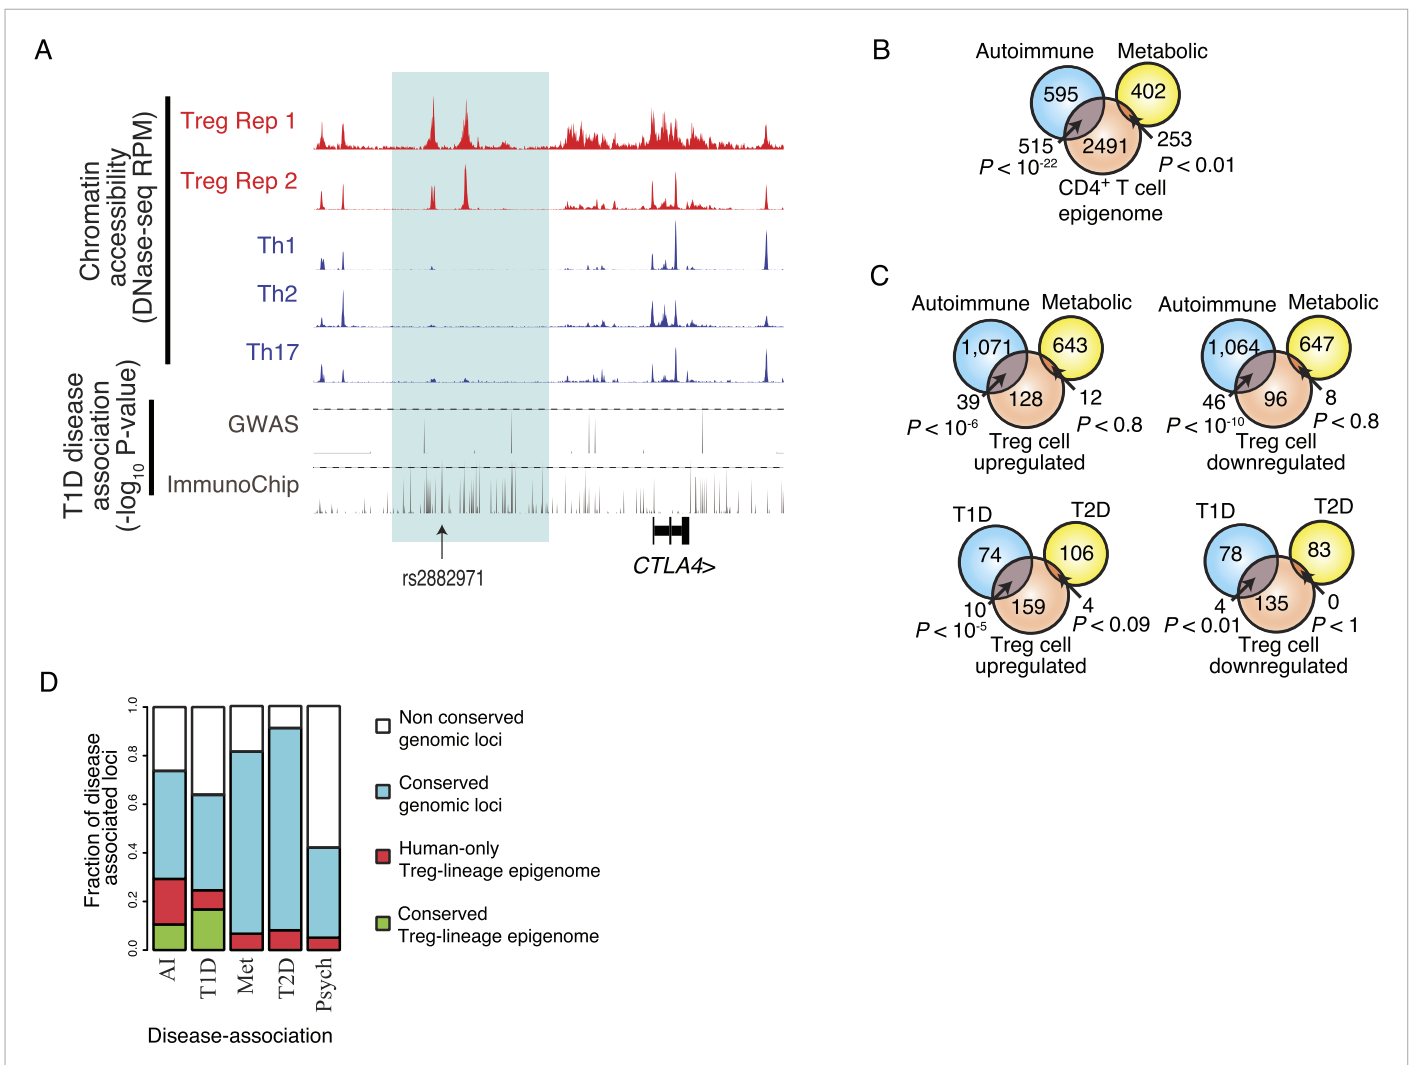 A
Chromatin
accessibility
(DNase-seq RPM)
Treg Rep 1
Treg Rep 2
Th1
Th2
Th17
T1D disease
association
(-log10 P-value)
GWAS
ImmunoChip
rs2882971
CTLA4>
B
Autoimmune
Metabolic
595
402
515
2491
253
P < 10-22
P < 0.01
CD4+ T cell
epigenome
C
Autoimmune
Metabolic
1,071
643
39
128
12
P < 10-6
P < 0.8
Treg cell
upregulated
Autoimmune
Metabolic
1,064
647
46
96
8
P < 10-10
P < 0.8
Treg cell
downregulated
T1D
T2D
74
106
10
159
4
P < 10-5
P < 0.09
Treg cell
upregulated
T1D
T2D
78
83
4
135
0
P < 0.01
P < 1
Treg cell
downregulated
D
Fraction of disease
associated loci
1.0
0.8
0.6
0.4
0.2
0.0
AI
T1D
Met
T2D
Psych
Disease-association
Non conserved
genomic loci
Conserved
genomic loci
Human-only
Treg-lineage epigenome
Conserved
Treg-lineage epigenome